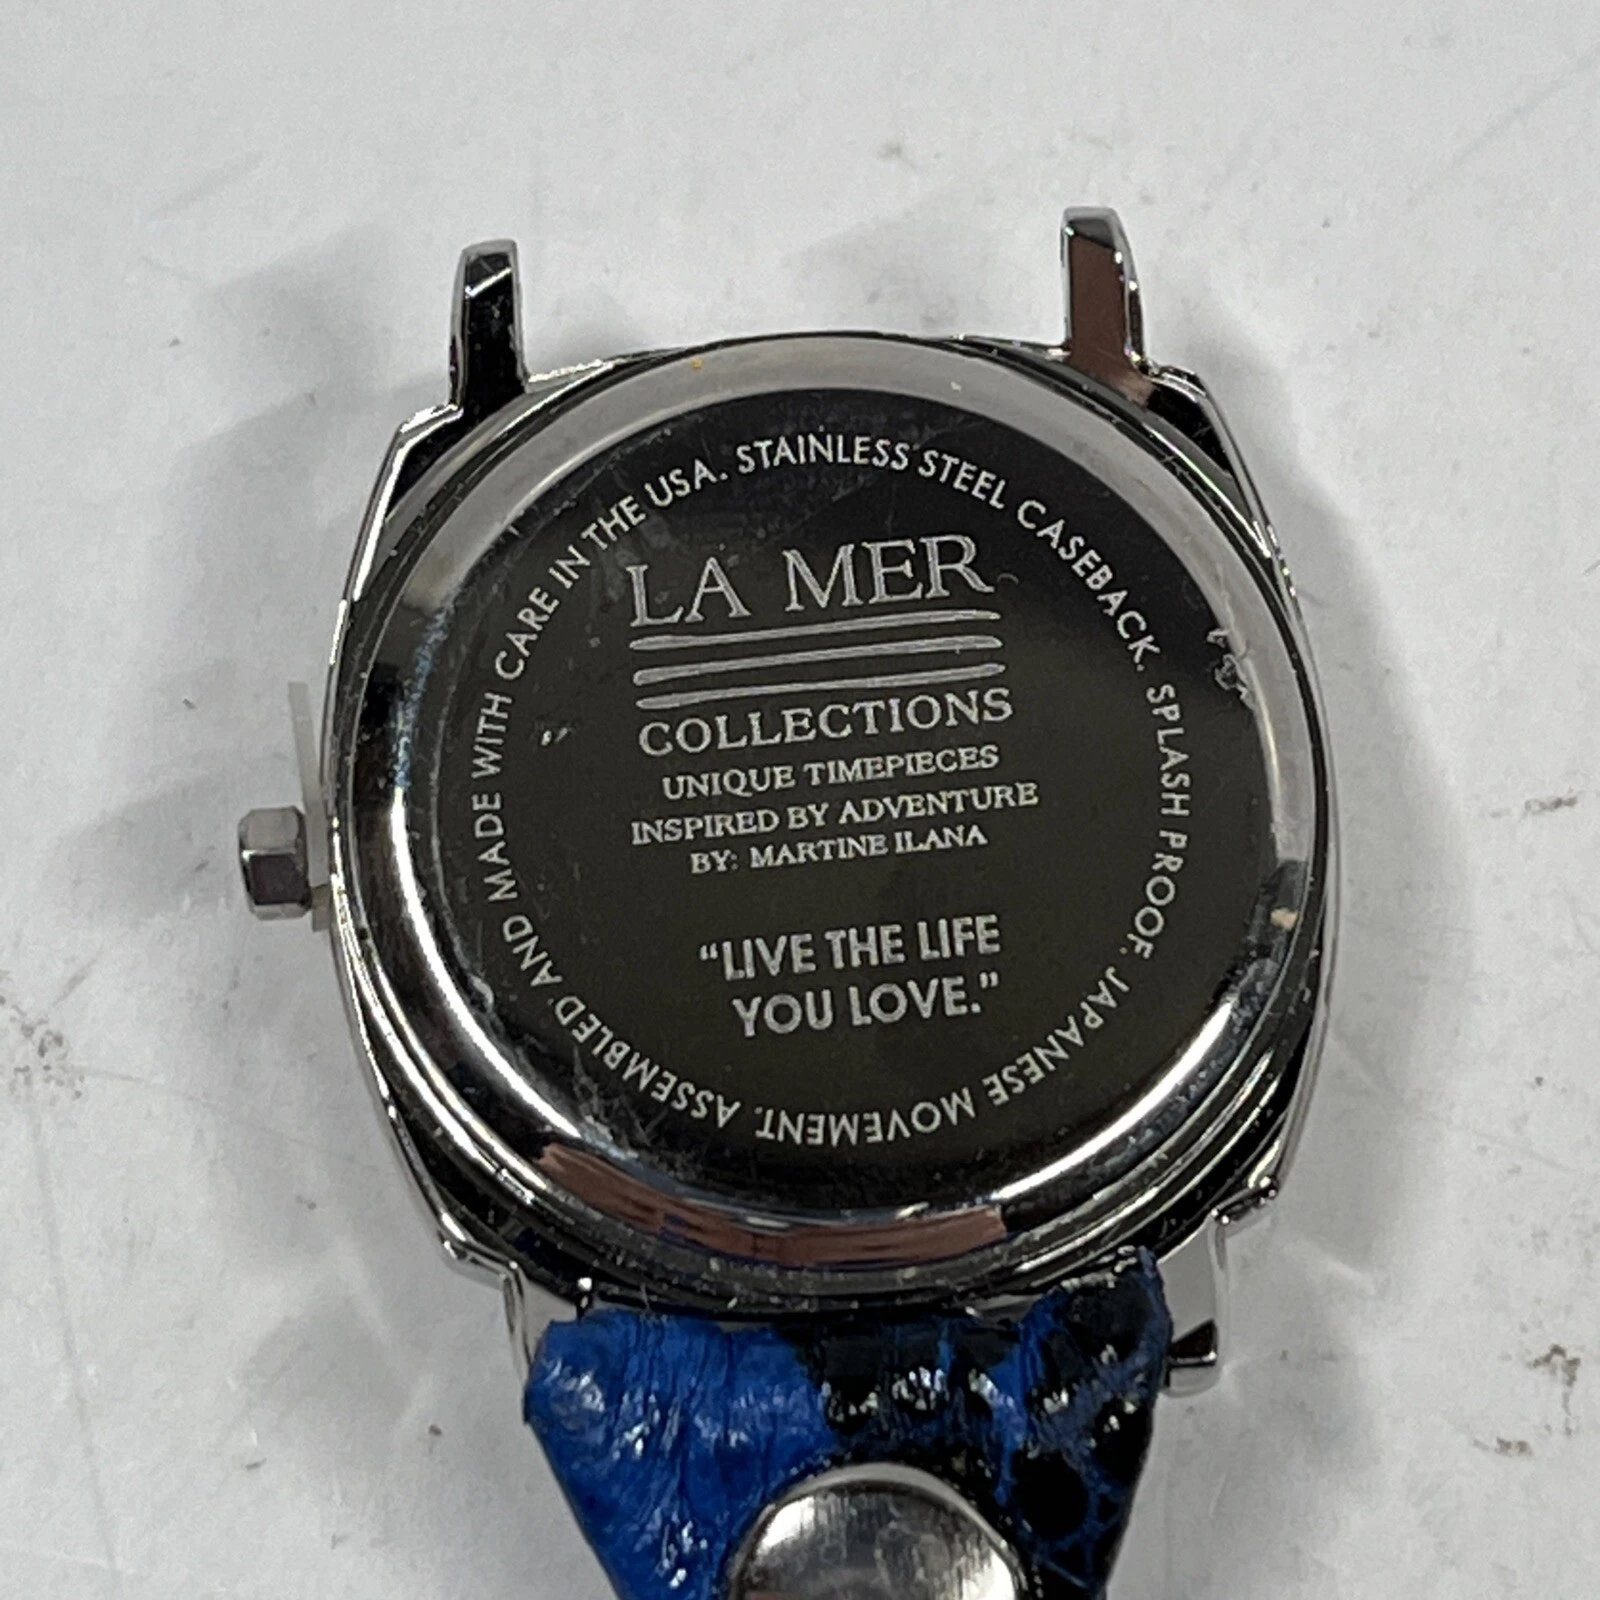 LA MER
COLLECTIONS
UNIQUE TIMEPIECES
INSPIRED BY ADVENTURE
BY: MARTINE ILANA
“LIVE THE LIFE
YOU LOVE.”
ASSEMBLED AND MADE WITH CARE IN THE USA. STAINLESS STEEL CASEBACK. SPLASH PROOF. JAPANESE MOVEMENT.